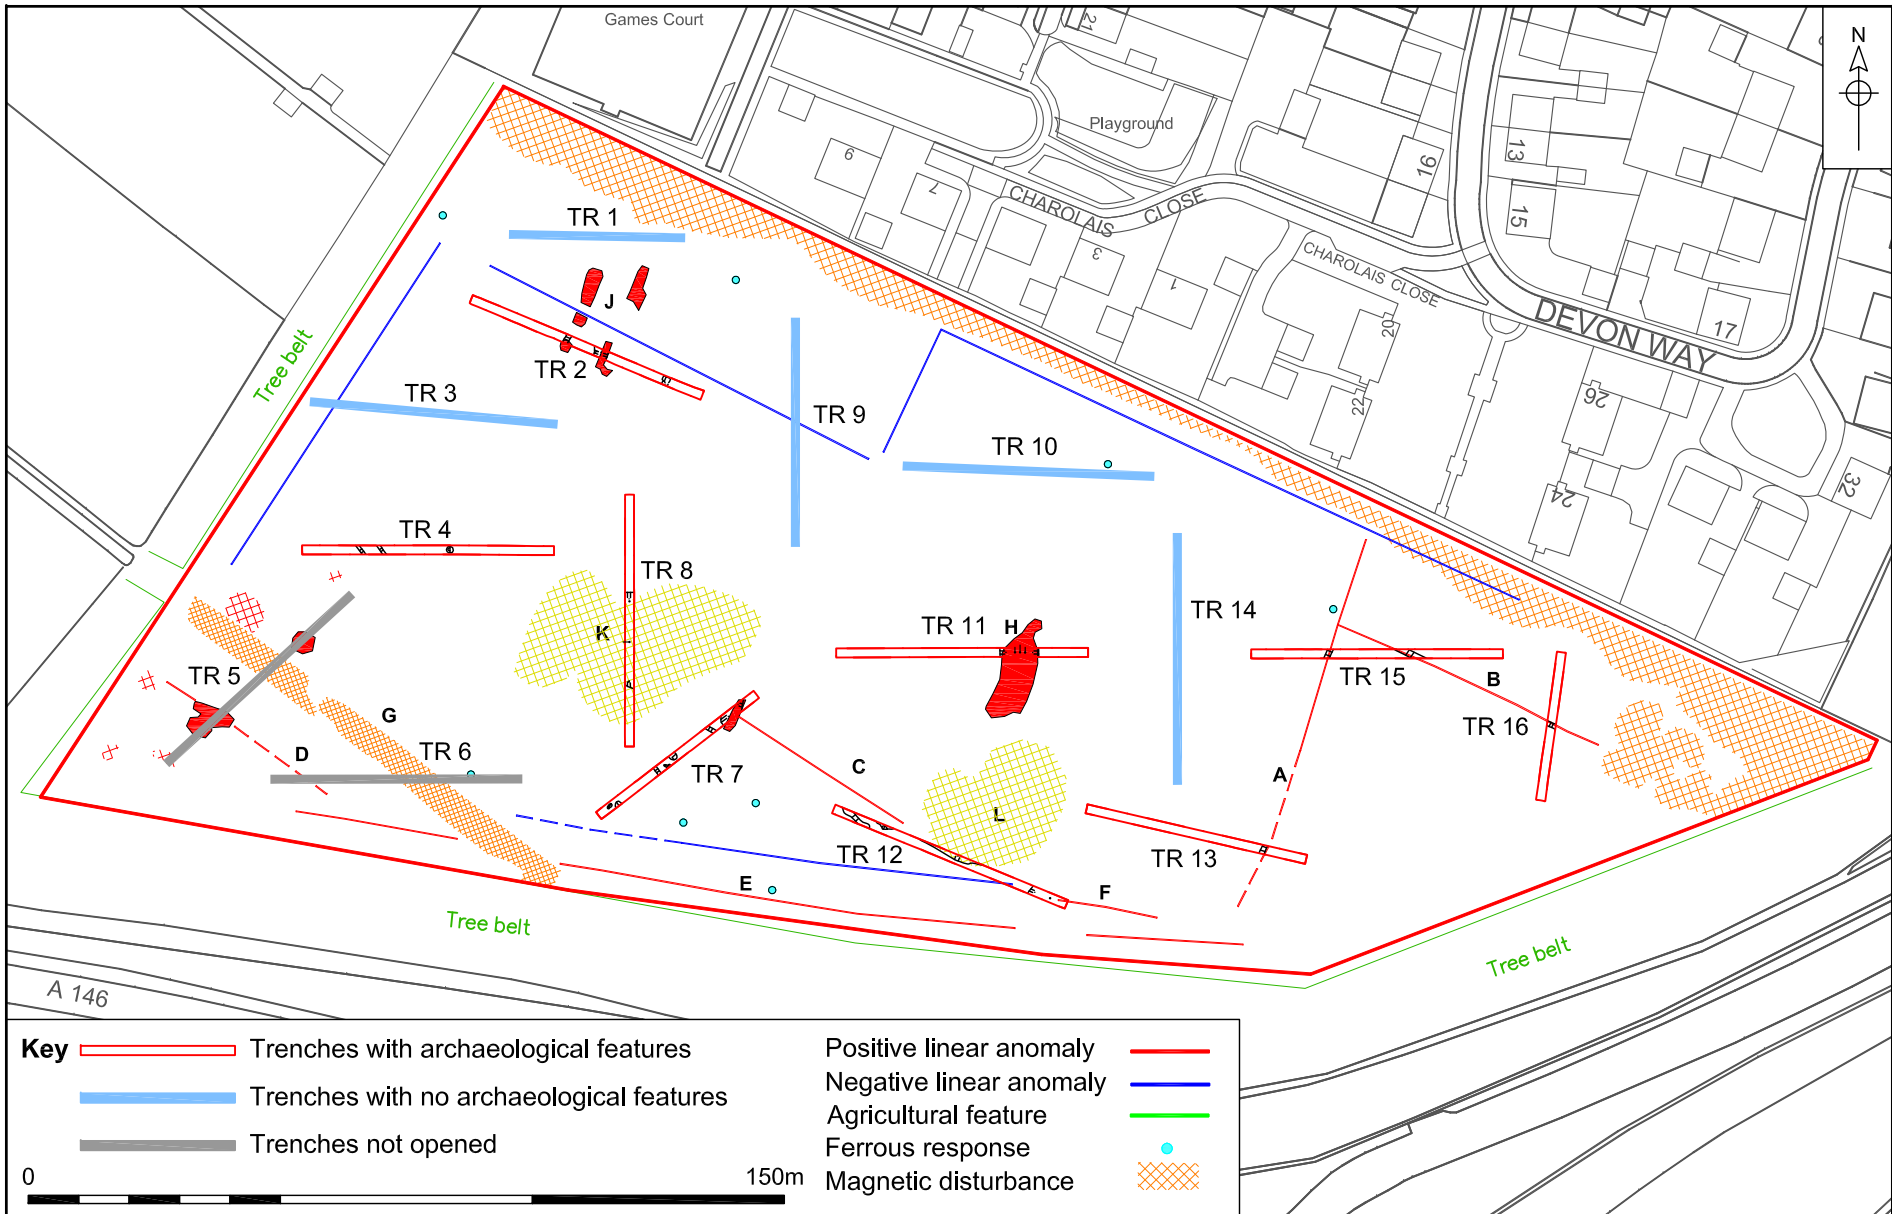 Games Court
21
N
Playground
9
7
CHAROLAIS CLOSE
16
13
15
3
1
CHAROLAIS CLOSE
20
22
DEVON WAY
17
26
24
32
TR 1
J
TR 2
Tree belt
TR 3
TR 9
TR 10
TR 4
TR 8
K
TR 11
H
TR 14
TR 5
TR 15
B
TR 16
G
D
TR 6
TR 7
C
A
L
TR 12
TR 13
E
F
Tree belt
Tree belt
A 146
Key
Trenches with archaeological features
Trenches with no archaeological features
Trenches not opened
0
150m
Positive linear anomaly
Negative linear anomaly
Agricultural feature
Ferrous response
Magnetic disturbance